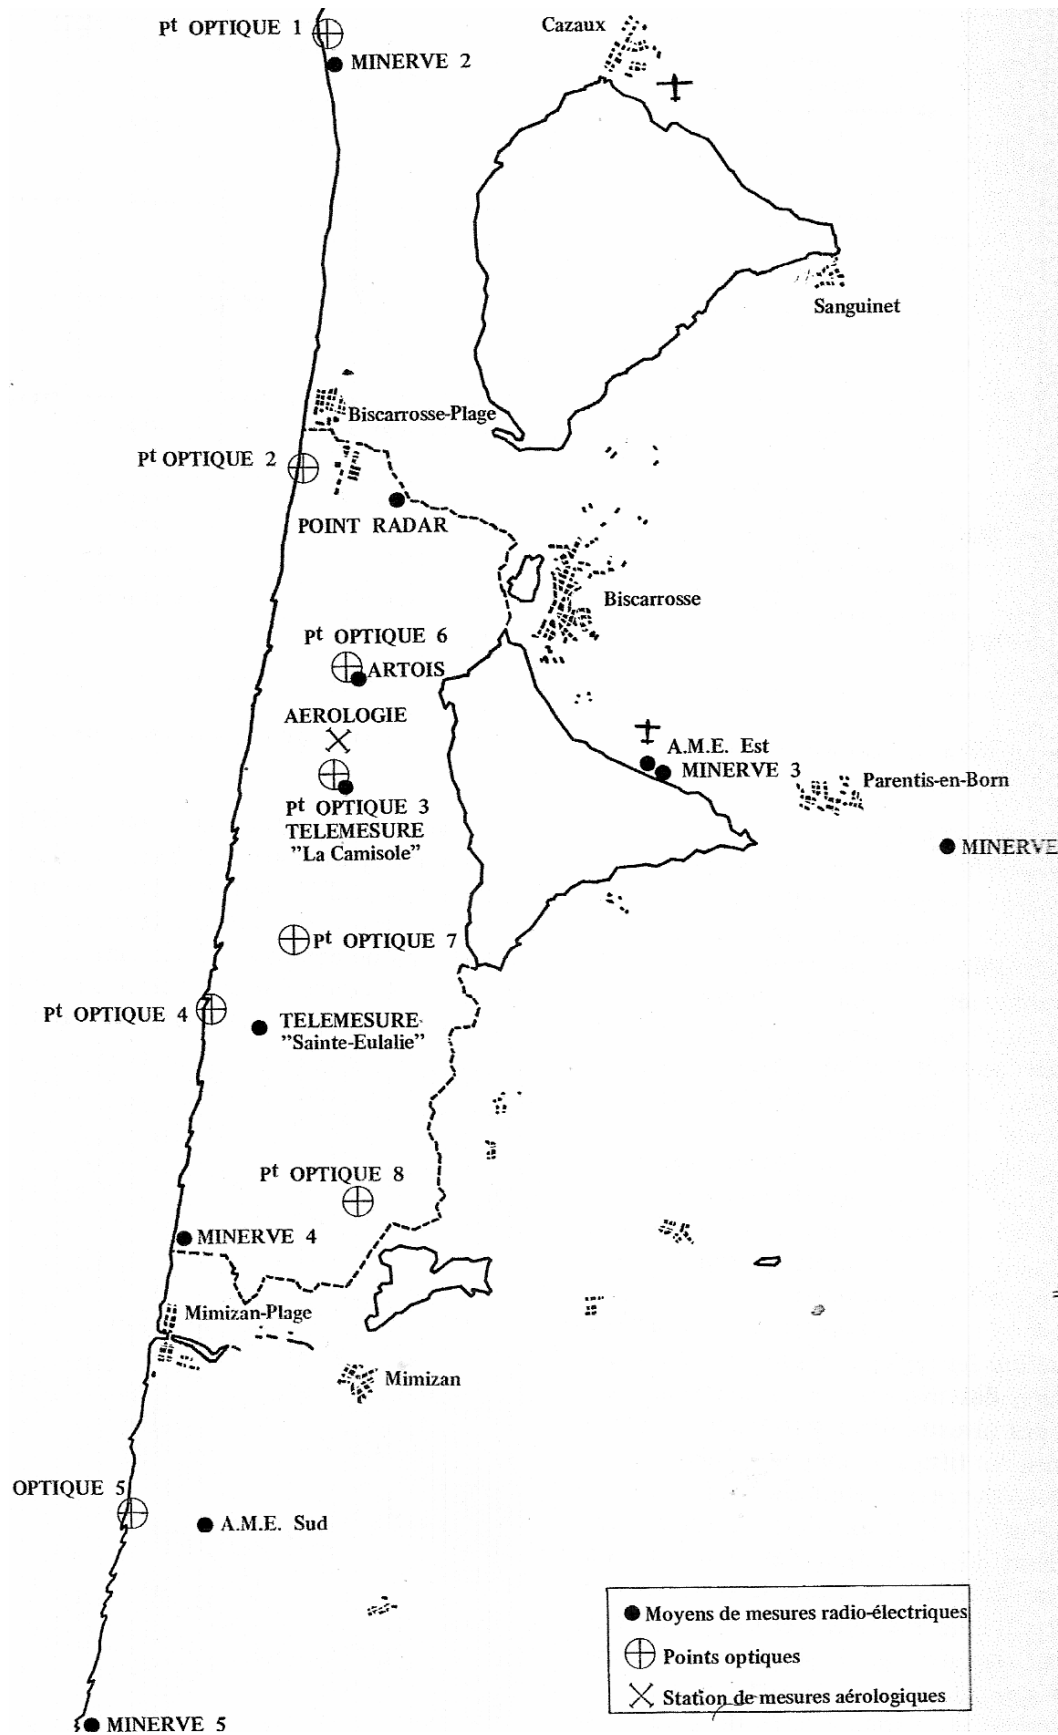 Pt OPTIQUE 1
Cazaux
MINERVE 2
Sanguinet
Biscarrosse-Plage
Pt OPTIQUE 2
POINT RADAR
Biscarrosse
Pt OPTIQUE 6
ARTOIS
AEROLOGIE
A.M.E. Est
MINERVE 3
Parentis-en-Born
Pt OPTIQUE 3
TELEMESURE
"La Camisole"
MINERVE
Pt OPTIQUE 7
Pt OPTIQUE 4
TELEMESURE
"Sainte-Eulalie"
Pt OPTIQUE 8
MINERVE 4
Mimizan-Plage
Mimizan
OPTIQUE 5
A.M.E. Sud
Moyens de mesures radio-électriques
Points optiques
Station de mesures aérologiques
MINERVE 5